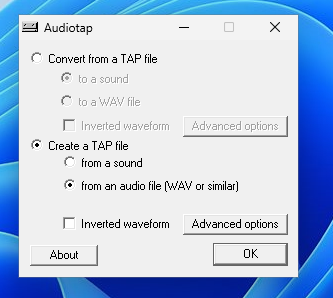 Audiotap
Convert from a TAP file
to a sound
to a WAV file
Inverted waveform Advanced options
Create a TAP file
from a sound
from an audio file (WAV or similar)
Inverted waveform Advanced options
About OK